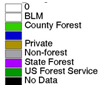 0
BLM
County Forest
Private
Non-forest
State Forest
US Forest Service
No Data